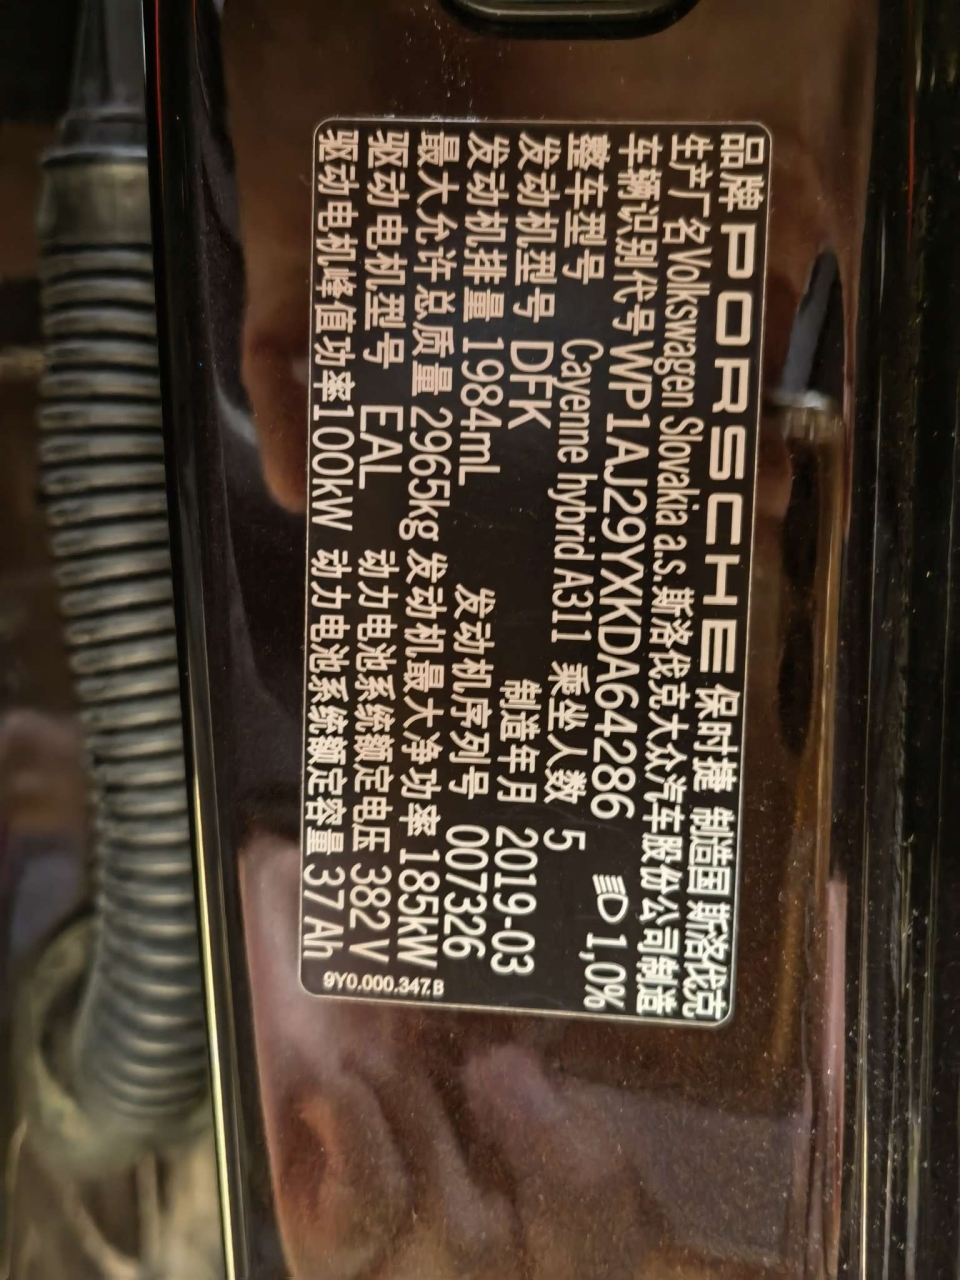 品牌 PORSCHE 保时捷 制造国 斯洛伐克
生产厂名 Volkswagen Slovakia a.s. 斯洛伐克大众汽车股份公司制造
车辆识别代号 WP1AJ29YXKDA64286 1,0%
整车型号 Cayenne hybrid A311 乘坐人数 5
发动机型号 DFK 制造年月 2019-03
发动机排量 1984mL 发动机序列号 007326
最大允许总质量 2965kg 发动机最大净功率 185kW
驱动电机型号 EAL 动力电池系统额定电压 382V
驱动电机峰值功率 100kW 动力电池系统额定容量 37Ah
9Y0.000.347.B